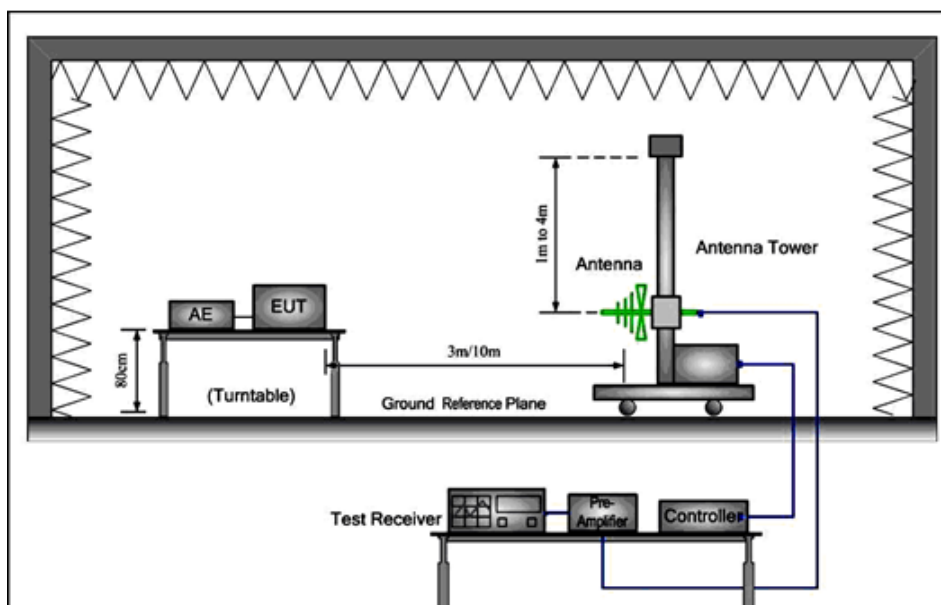 1m to 4m
Antenna
Antenna Tower
AE
EUT
80cm
3m/10m
(Turntable)
Ground Reference Plane
Test Receiver
Pre-
Amplifier
Controller